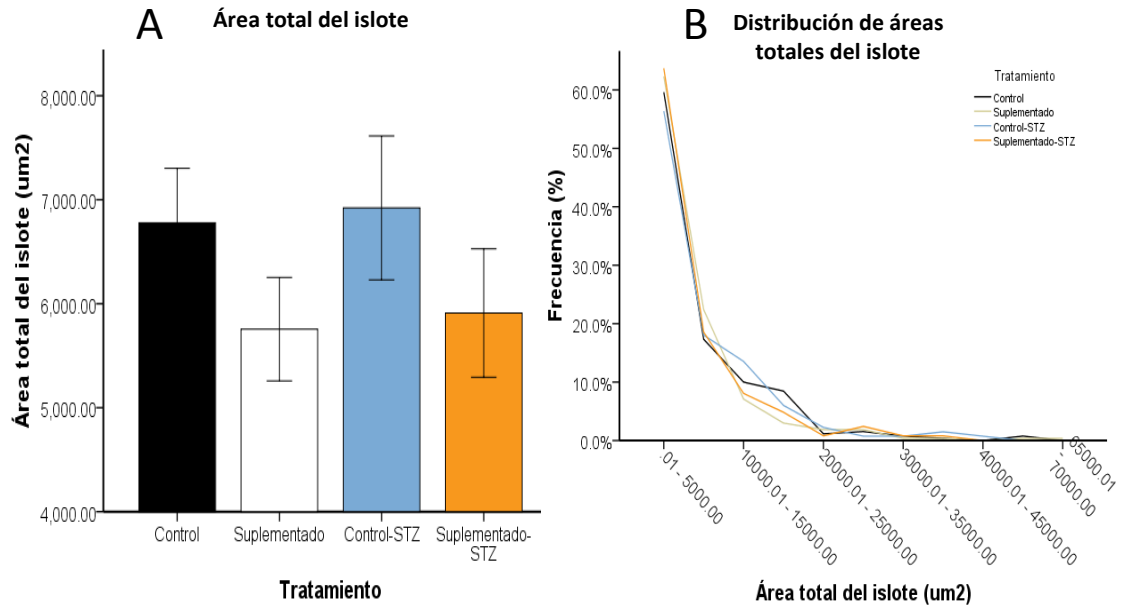 A
Área total del islote
Área total del islote (um2)
8,000.00
7,000.00
6,000.00
5,000.00
4,000.00
Control
Suplementado
Control-STZ
Suplementado-
STZ
Tratamiento
B
Distribución de áreas
totales del islote
Tratamiento
Control
Suplementado
Control-STZ
Suplementado-STZ
Frecuencia (%)
60.0%
50.0%
40.0%
30.0%
20.0%
10.0%
0.0%
.01 - 5000.00
10000.01 - 15000.00
20000.01 - 25000.00
30000.01 - 35000.00
40000.01 - 45000.00
65000.01
- 70000.00
Área total del islote (um2)